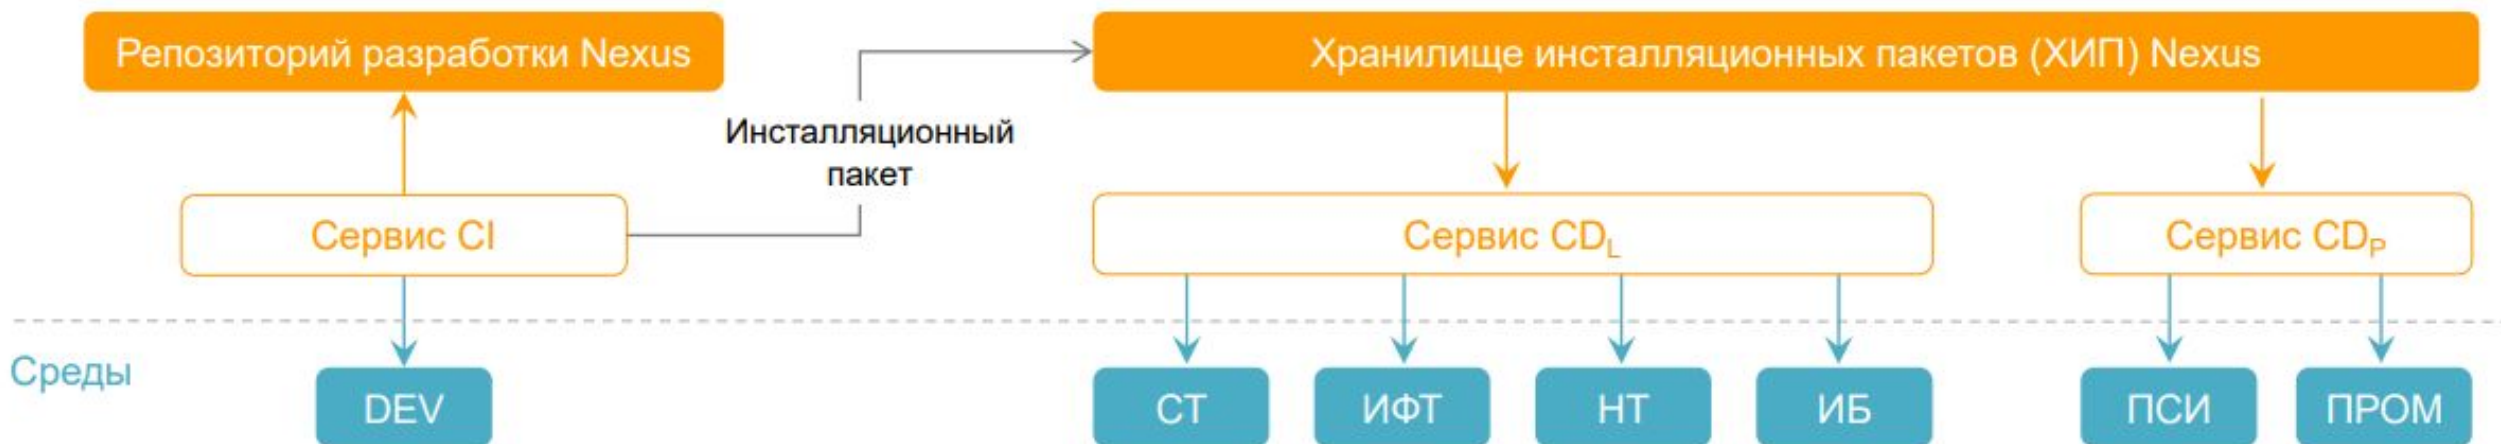 Репозиторий разработки Nexus
Хранилище инсталляционных пакетов (ХИП) Nexus
Инсталляционный
пакет
Сервис CI
Сервис CDL
Сервис CDP
Среды
DEV
СТ
ИФТ
НТ
ИБ
ПСИ
ПРОМ